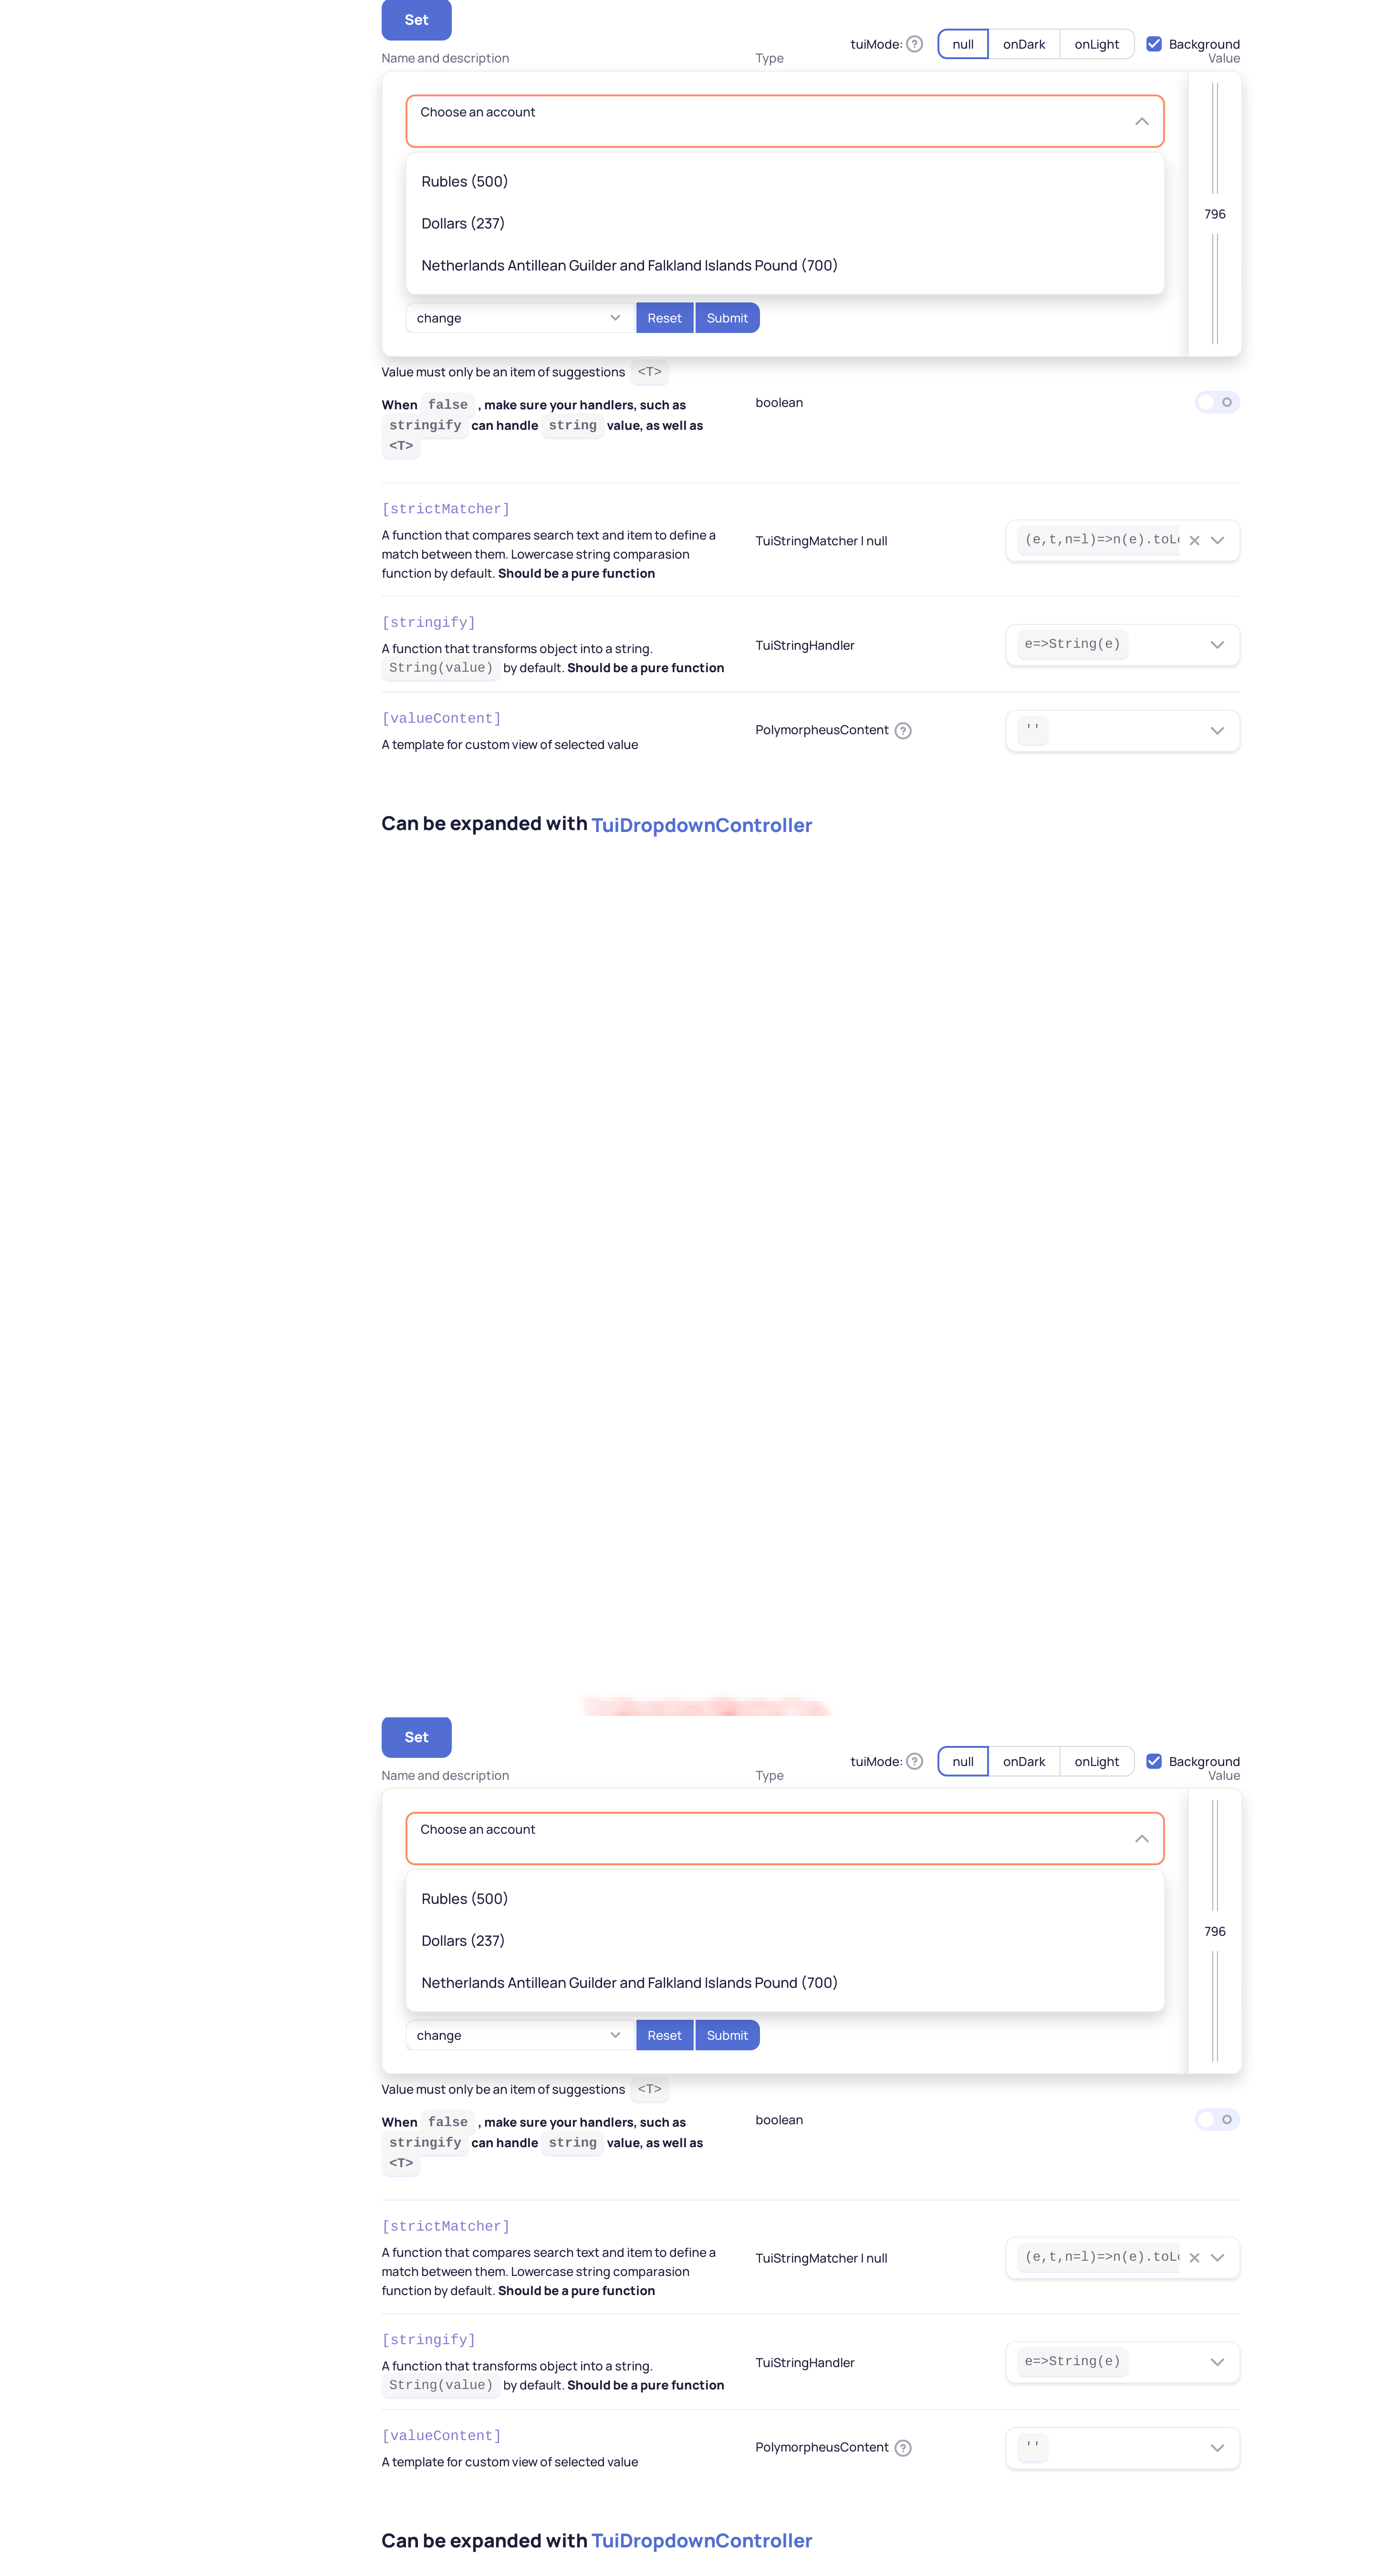 Set
tuiMode: ? null onDark onLight Background
Name and description Type Value
Choose an account
Rubles (500)
Dollars (237)
796
Netherlands Antillean Guilder and Falkland Islands Pound (700)
change Reset Submit
Value must only be an item of suggestions <T>
When false , make sure your handlers, such as
boolean
stringify can handle string value, as well as
<T>
[strictMatcher]
A function that compares search text and item to define a
match between them. Lowercase string comparasion
function by default. Should be a pure function
TuiStringMatcher | null
(e,t,n=l)=>n(e).toLo
[stringify]
A function that transforms object into a string.
String(value) by default. Should be a pure function
TuiStringHandler
e=>String(e)
[valueContent]
A template for custom view of selected value
PolymorpheusContent ?
''
Can be expanded with TuiDropdownController
Set
tuiMode: ? null onDark onLight Background
Name and description Type Value
Choose an account
Rubles (500)
Dollars (237)
796
Netherlands Antillean Guilder and Falkland Islands Pound (700)
change Reset Submit
Value must only be an item of suggestions <T>
When false , make sure your handlers, such as
boolean
stringify can handle string value, as well as
<T>
[strictMatcher]
A function that compares search text and item to define a
match between them. Lowercase string comparasion
function by default. Should be a pure function
TuiStringMatcher | null
(e,t,n=l)=>n(e).toLo
[stringify]
A function that transforms object into a string.
String(value) by default. Should be a pure function
TuiStringHandler
e=>String(e)
[valueContent]
A template for custom view of selected value
PolymorpheusContent ?
''
Can be expanded with TuiDropdownController